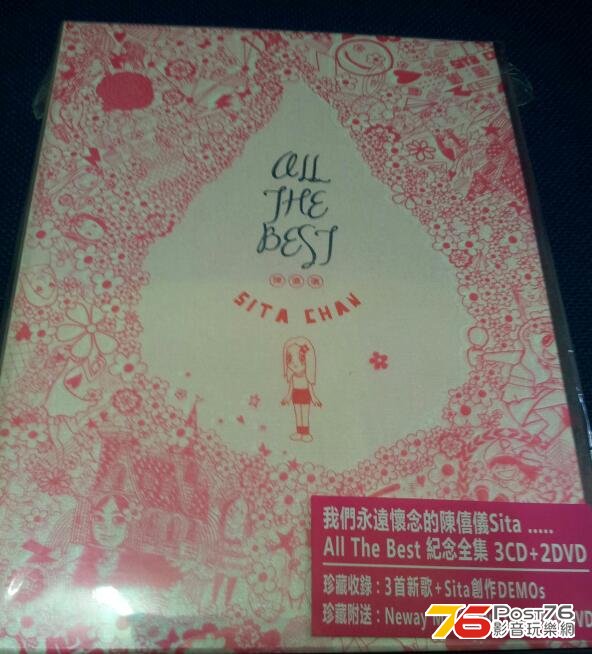 ALL
THE
BEST
陳僖儀
SITA CHAN
我們永遠懷念的陳僖儀Sita .....
All The Best 紀念全集 3CD+2DVD
珍藏收錄：3首新歌+Sita創作DEMOs
珍藏附送：Neway
76 POST76
影音玩樂網